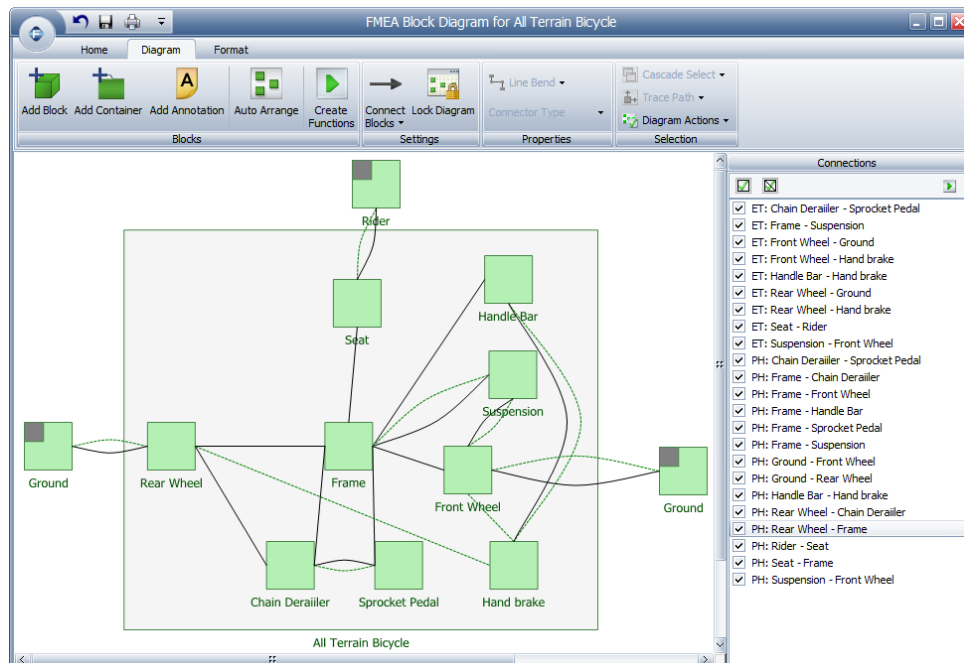 FMEA Block Diagram for All Terrain Bicycle
Home Diagram Format
Add Block Add Container Add Annotation Auto Arrange Create Functions Connect Blocks Lock Diagram
Line Bend
Connector Type
Cascade Select
Trace Path
Diagram Actions
Blocks Settings Properties Selection
Connections
Rider
Seat
Handle Bar
Suspension
Ground
Rear Wheel
Frame
Front Wheel
Ground
Chain Deraiiler
Sprocket Pedal
Hand brake
All Terrain Bicycle
ET: Chain Deraiiler - Sprocket Pedal
ET: Frame - Suspension
ET: Front Wheel - Ground
ET: Front Wheel - Hand brake
ET: Handle Bar - Hand brake
ET: Rear Wheel - Ground
ET: Rear Wheel - Hand brake
ET: Seat - Rider
ET: Suspension - Front Wheel
PH: Chain Deraiiler - Sprocket Pedal
PH: Frame - Chain Deraiiler
PH: Frame - Front Wheel
PH: Frame - Handle Bar
PH: Frame - Sprocket Pedal
PH: Frame - Suspension
PH: Ground - Front Wheel
PH: Ground - Rear Wheel
PH: Handle Bar - Hand brake
PH: Rear Wheel - Chain Deraiiler
PH: Rear Wheel - Frame
PH: Rider - Seat
PH: Seat - Frame
PH: Suspension - Front Wheel